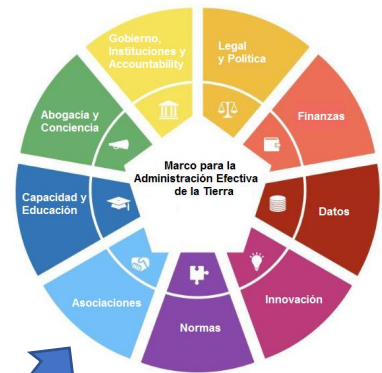 Gobierno,
Instituciones y
Accountability
Legal
y Politica
Finanzas
Datos
Innovación
Normas
Asociaciones
Capacidad y
Educación
Abogacía y
Conciencia
Marco para la
Administración Efectiva
de la Tierra